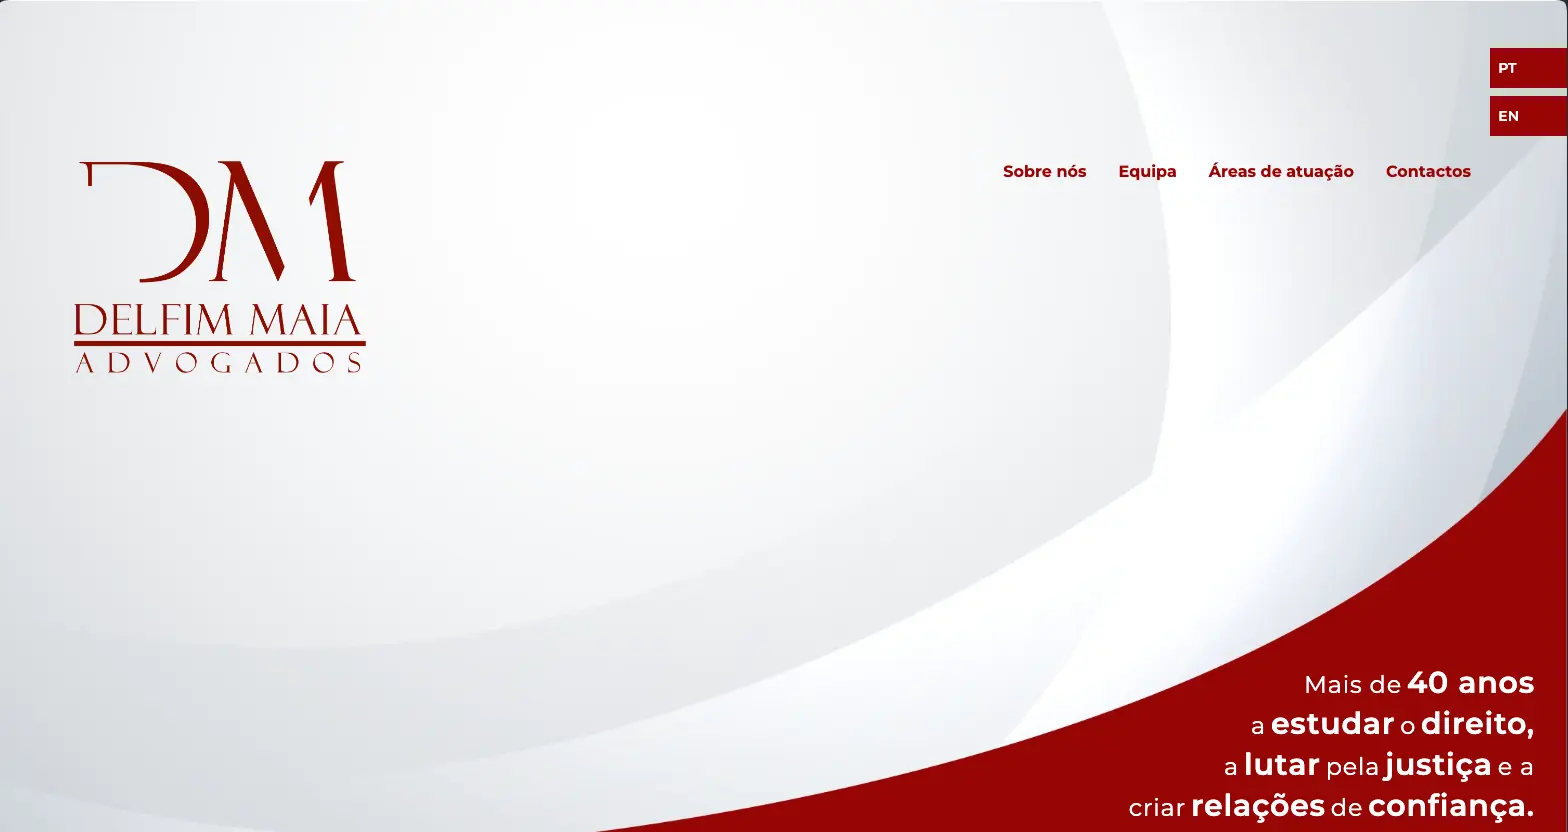 PT
EN
Sobre nós Equipa Áreas de atuação Contactos
DM
DELFIM MAIA
ADVOGADOS
Mais de 40 anos
a estudar o direito,
a lutar pela justiça e a
criar relações de confiança.